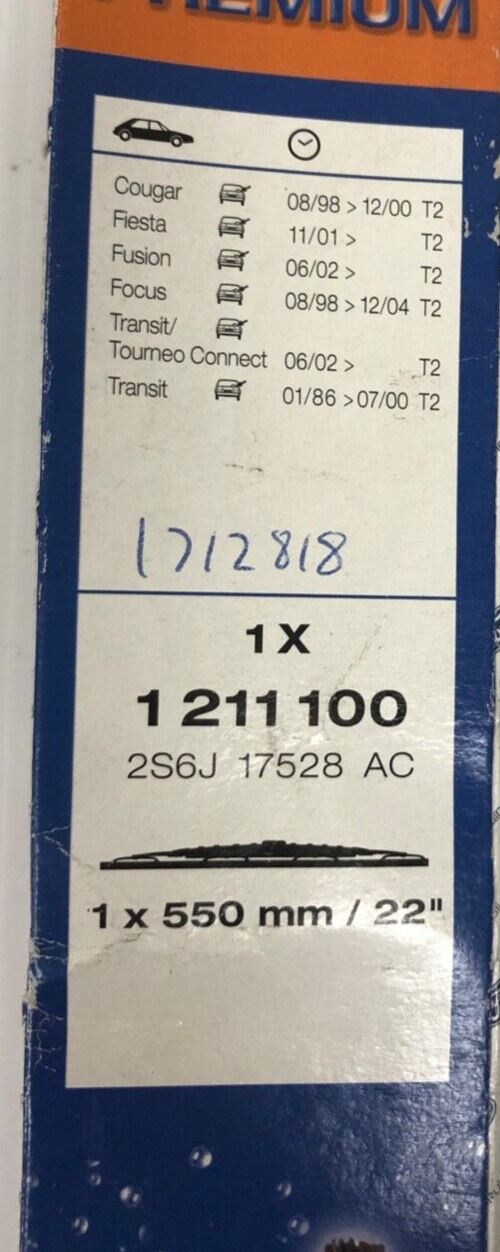 PREMIUM
Cougar 08/98 > 12/00 T2
Fiesta 11/01 > T2
Fusion 06/02 > T2
Focus 08/98 > 12/04 T2
Transit/
Tourneo Connect 06/02 > T2
Transit 01/86 >07/00 T2
1712818
1 X
1 211 100
2S6J 17528 AC
1 x 550 mm / 22"